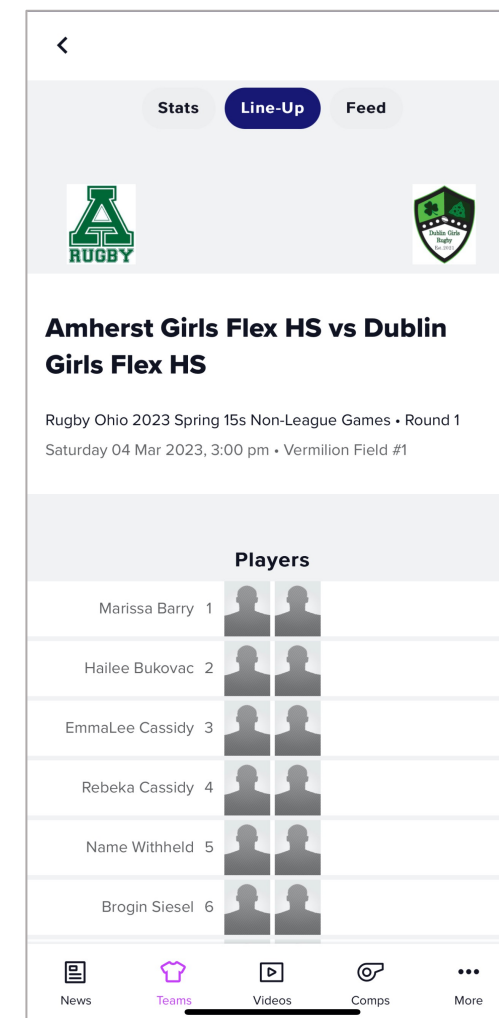 Stats Line-Up Feed
A
RUGBY
Dublin Girls
Rugby
Est. 2021
Amherst Girls Flex HS vs Dublin
Girls Flex HS
Rugby Ohio 2023 Spring 15s Non-League Games • Round 1
Saturday 04 Mar 2023, 3:00 pm • Vermilion Field #1
Players
Marissa Barry 1
Hailee Bukovac 2
EmmaLee Cassidy 3
Rebeka Cassidy 4
Name Withheld 5
Brogin Siesel 6
News Teams Videos Comps More